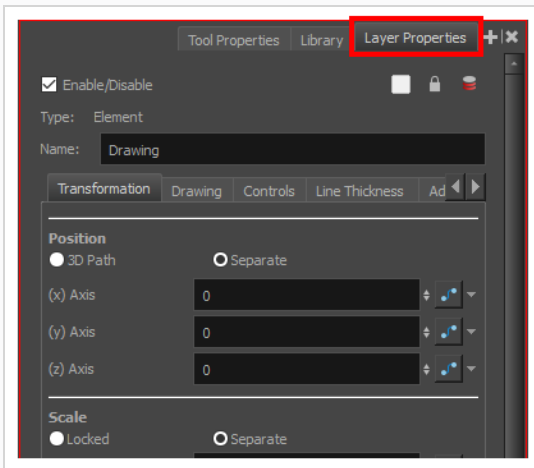 Tool Properties Library Layer Properties
Enable/Disable
Type: Element
Name: Drawing
Transformation Drawing Controls Line Thickness Ad
Position
3D Path Separate
(x) Axis 0
(y) Axis 0
(z) Axis 0
Scale
Locked Separate